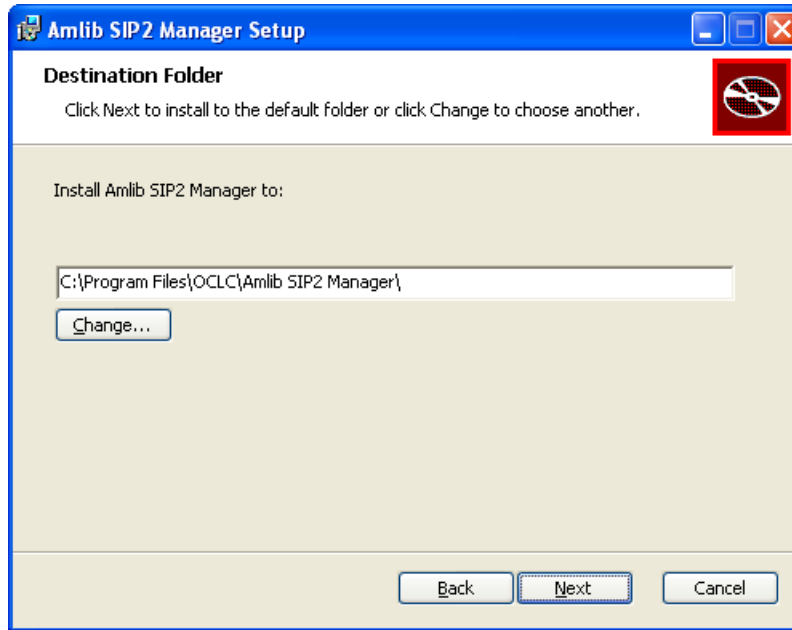 Amlib SIP2 Manager Setup
Destination Folder
Click Next to install to the default folder or click Change to choose another.
Install Amlib SIP2 Manager to:
C:\Program Files\OCLC\Amlib SIP2 Manager\
Change...
Back Next Cancel